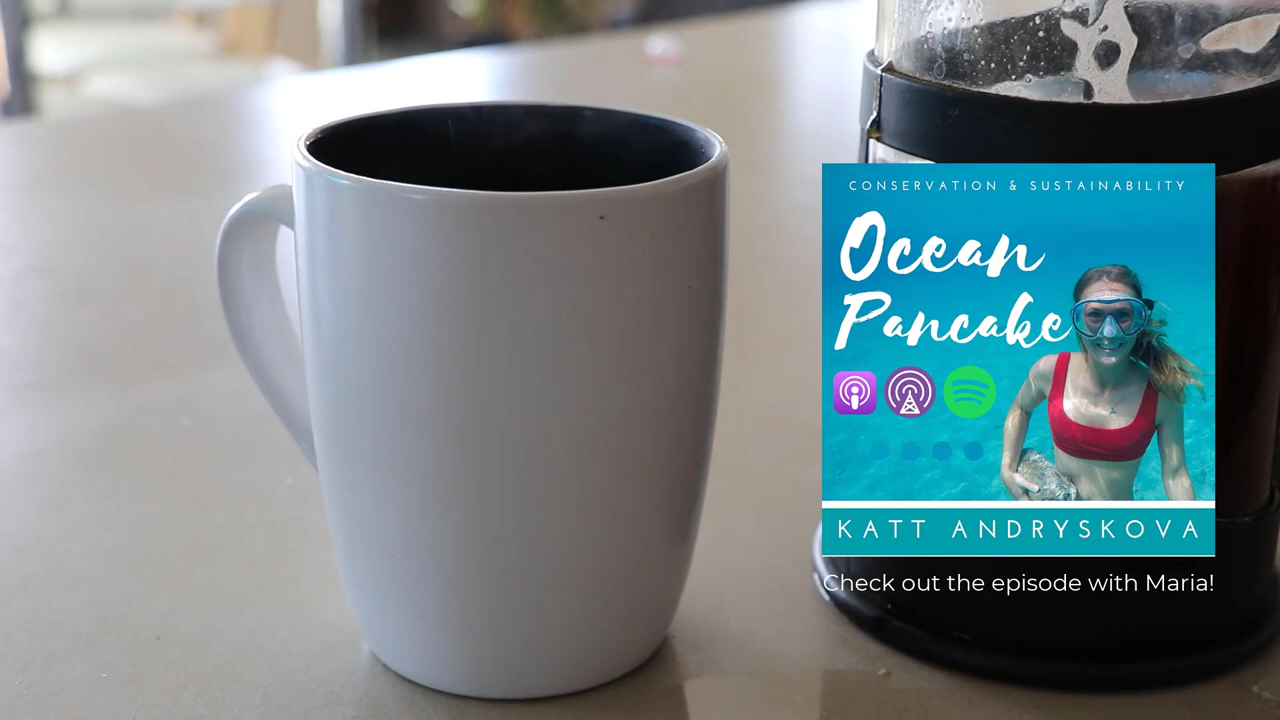 CONSERVATION & SUSTAINABILITY
Ocean
Pancake
KATT ANDRYSKOVA
Check out the episode with Maria!